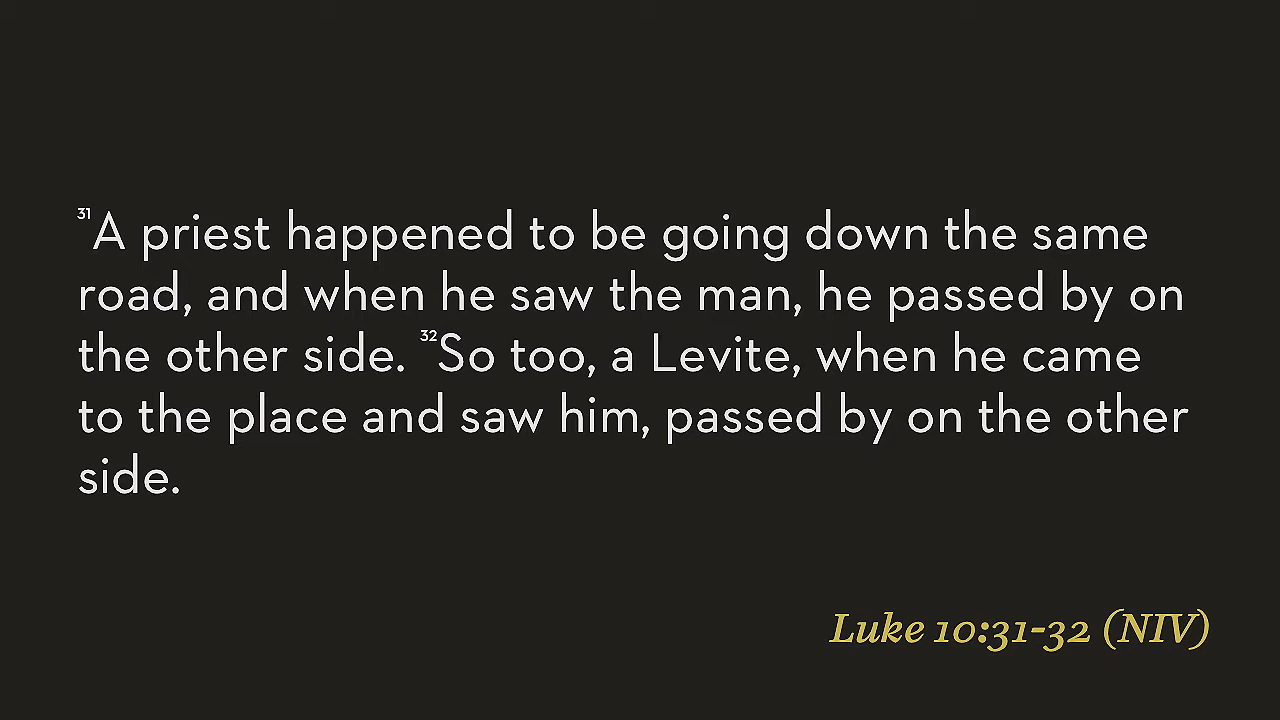 ³¹A priest happened to be going down the same
road, and when he saw the man, he passed by on
the other side. ³²So too, a Levite, when he came
to the place and saw him, passed by on the other
side.
Luke 10:31-32 (NIV)